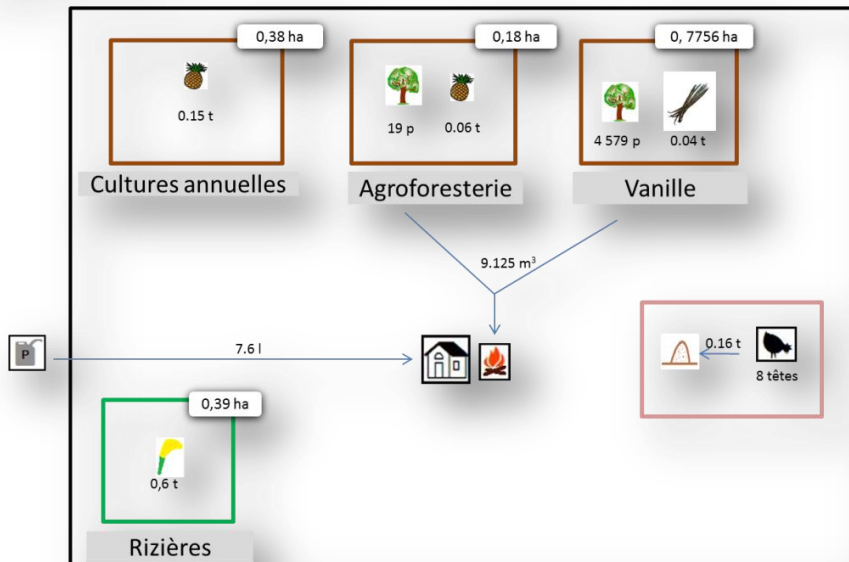 0,38 ha
0,18 ha
0, 7756 ha
0.15 t
19 p
0.06 t
4 579 p
0.04 t
Cultures annuelles
Agroforesterie
Vanille
9.125 m³
P
7.6 l
0.16 t
8 têtes
0,39 ha
0,6 t
Rizières